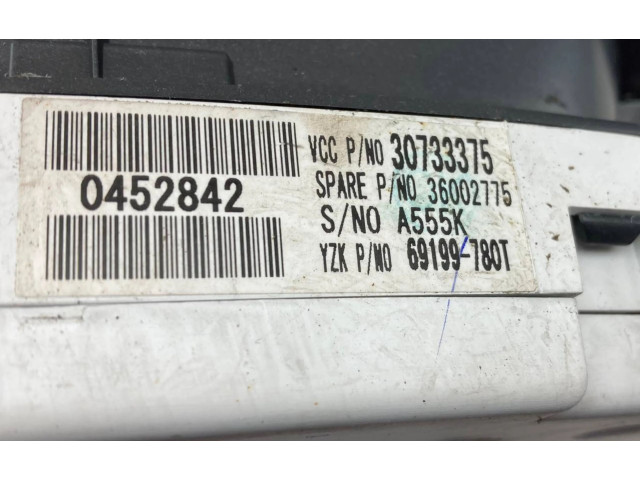 0452842
VCC P/NO 30733375
SPARE P/NO 36002775
S/NO A555K
YZK P/NO 69199-780T